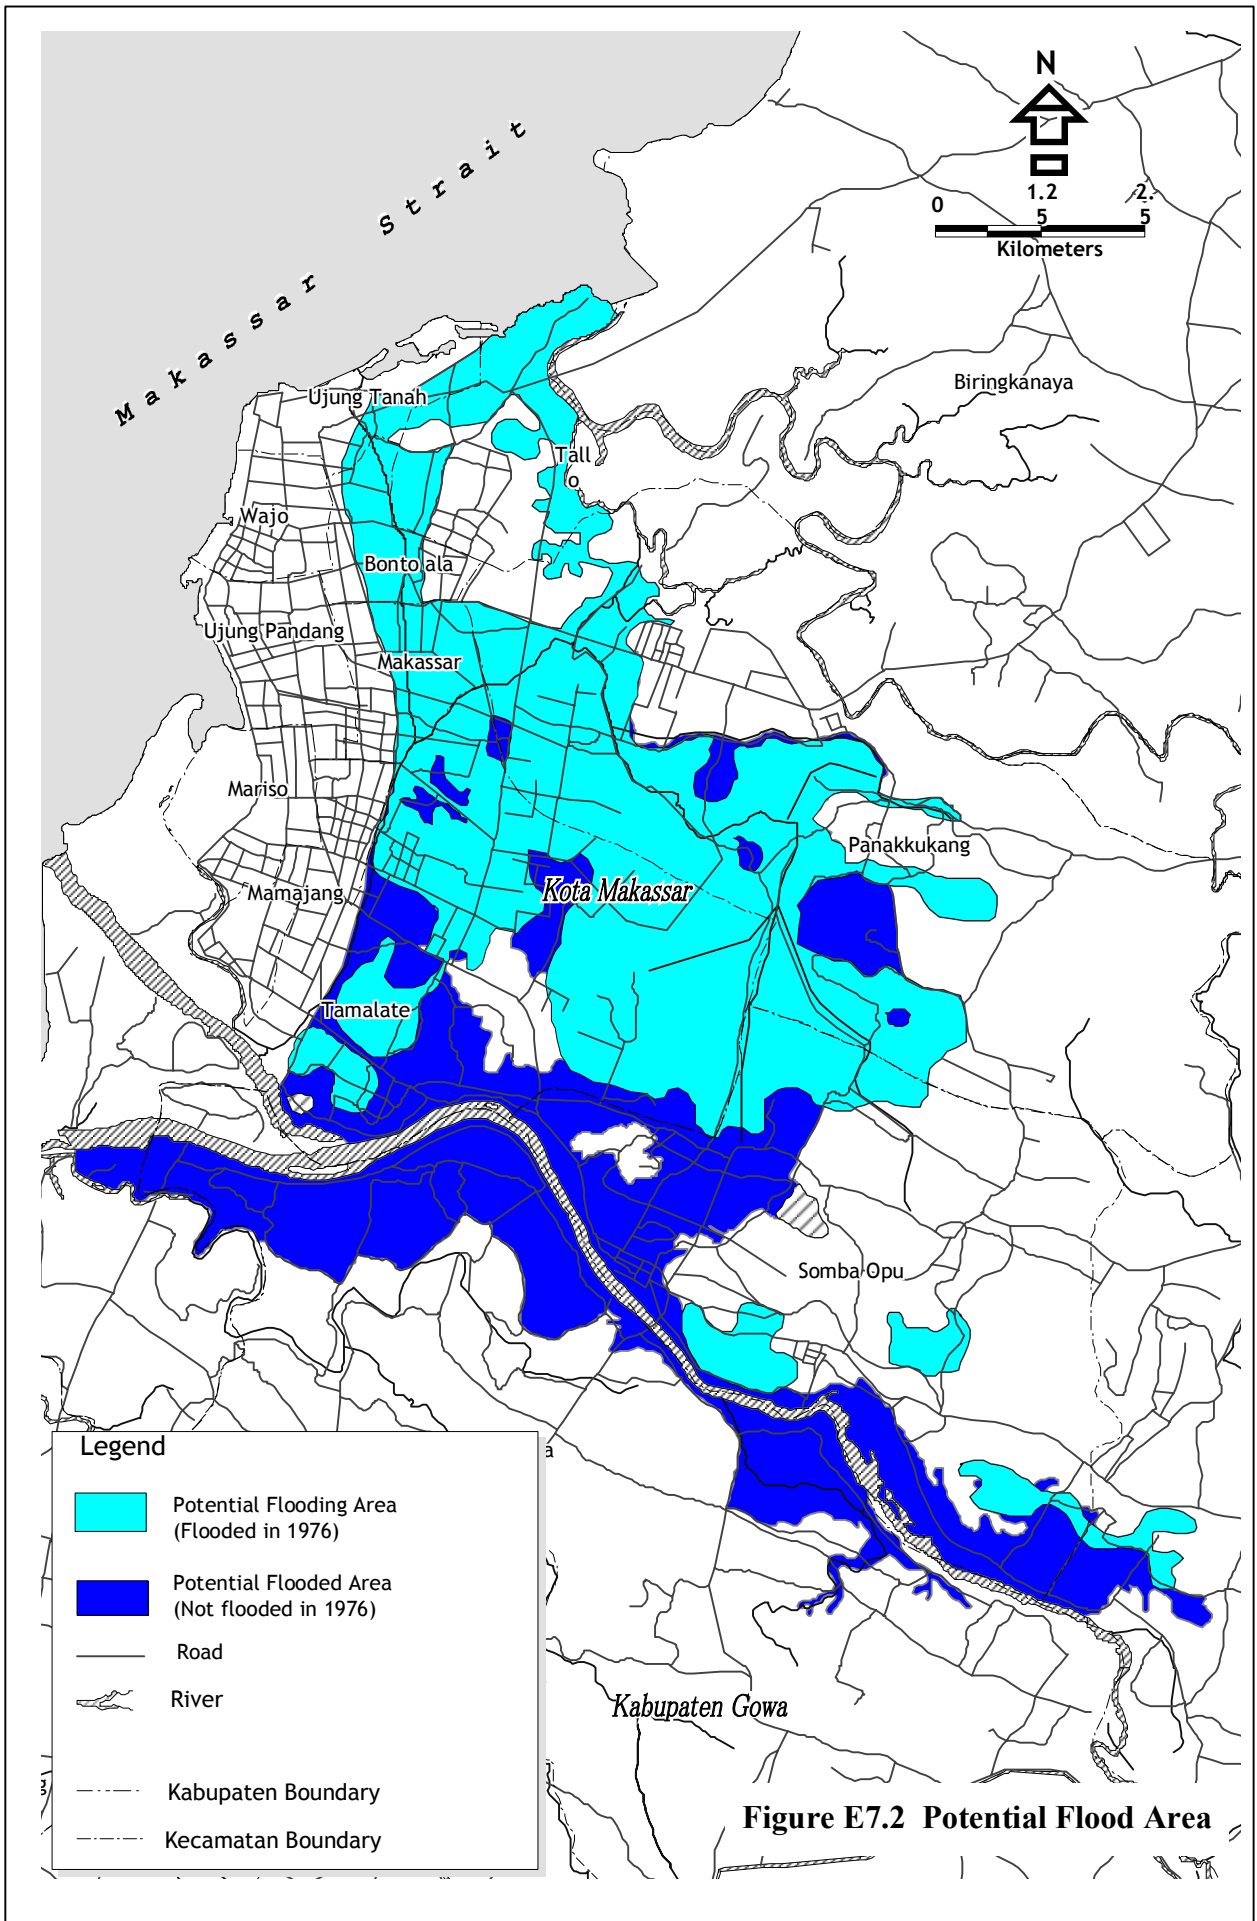 N
Makassar Strait
1.2 2.
0 5 5
Kilometers
Biringkanaya
Ujung Tanah
Tall
o
Wajo
Bontoala
Ujung Pandang
Makassar
Mariso
Panakkukang
Mamajang
Kota Makassar
Tamalate
Somba Opu
a
Legend
Potential Flooding Area
(Flooded in 1976)
Potential Flooded Area
(Not flooded in 1976)
Road
River
Kabupaten Gowa
g
Kabupaten Boundary
Figure E7.2 Potential Flood Area
Kecamatan Boundary